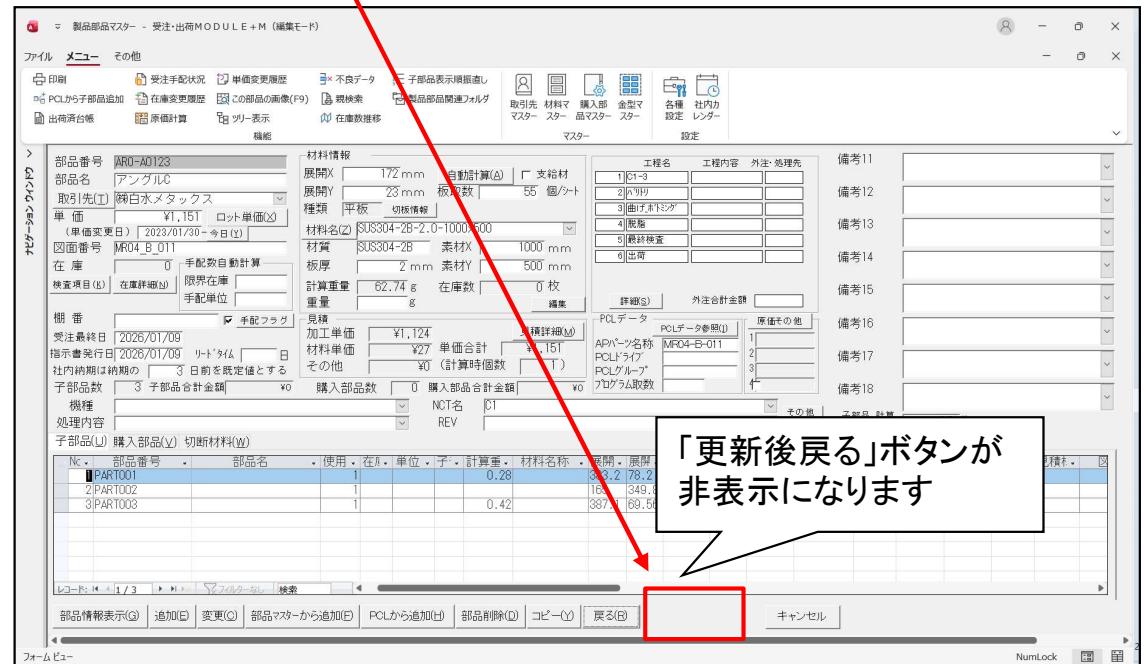 製品部品マスター - 受注・出荷MODULE+M (編集モード)
ファイル メニュー その他
印刷 受注手配状況 単価変更履歴 不良データ 子部品表示順振直し
PCLから子部品追加 在庫変更履歴 この部品の画像(F9) 親検索 製品部品関連フォルダ
出荷済台帳 原価計算 ツリー表示 在庫数推移
取引先マスター 材料マスター 購入部品マスター 金型マスター 各種設定 社内カレンダー
機能 マスター 設定
ナビゲーション ウィンドウ
部品番号 AR0-A0123
部品名 アングルC
取引先(T) ㈱白水メタックス
単 価 ¥1,151 ロット単価(X)
(単価変更日) 2023/01/30 - 今日(Y)
図面番号 MR04_B_011
在 庫 0 手配数自動計算
検査項目(K) 在庫詳細(N) 限界在庫
手配単位
棚 番 手配フラグ
受注最終日 2026/01/09
指示書発行日 2026/01/09 リードタイム 日
社内納期は納期の 3 日前を既定値とする
子部品数 3 子部品合計金額 ¥0 購入部品数 0 購入部品合計金額 ¥0
機種 NCT名 C1
処理内容 REV
材料情報
展開X 172 mm 自動計算(A) 支給材
展開Y 23 mm 板取数 55 個/シート
種類 平板 切板情報
材料名(Z) SUS304-2B-2.0-1000×500
材質 SUS304-2B 素材X 1000 mm
板厚 2 mm 素材Y 500 mm
計算重量 62.74 g 在庫数 0 枚
重量 g 編集
見積
加工単価 ¥1,124 見積詳細(M)
材料単価 ¥27 単価合計 ¥1,151
その他 ¥0 (計算時個数 1)
工程名 工程内容 外注・処理先
1 C1-3
2 バリトリ
3 曲げ,ホトミング
4 脱脂
5 最終検査
6 出荷
詳細(S) 外注合計金額
PCLデータ PCLデータ参照(J) 原価その他
APパーツ名称 MR04-B-011 1
PCLドライブ 2
PCLグループ 3
プログラム取数 4
その他 子部品 計算
備考11
備考12
備考13
備考14
備考15
備考16
備考17
備考18
子部品(U) 購入部品(V) 切断材料(W)
部品番号 部品名 使用 単位 子 計算重 材料名称 展開 展開
1 PART001 1 0.28 78.2
2 PART002 1
3 PART003 1 0.42 69.56
「更新後戻る」ボタンが
非表示になります
レコード: 1 / 3 フィルターなし 検索
部品情報表示(G) 追加(E) 変更(C) 部品マスターから追加(F) PCLから追加(H) 部品削除(D) コピー(Y) 戻る(R) キャンセル
フォーム ビュー NumLock
2